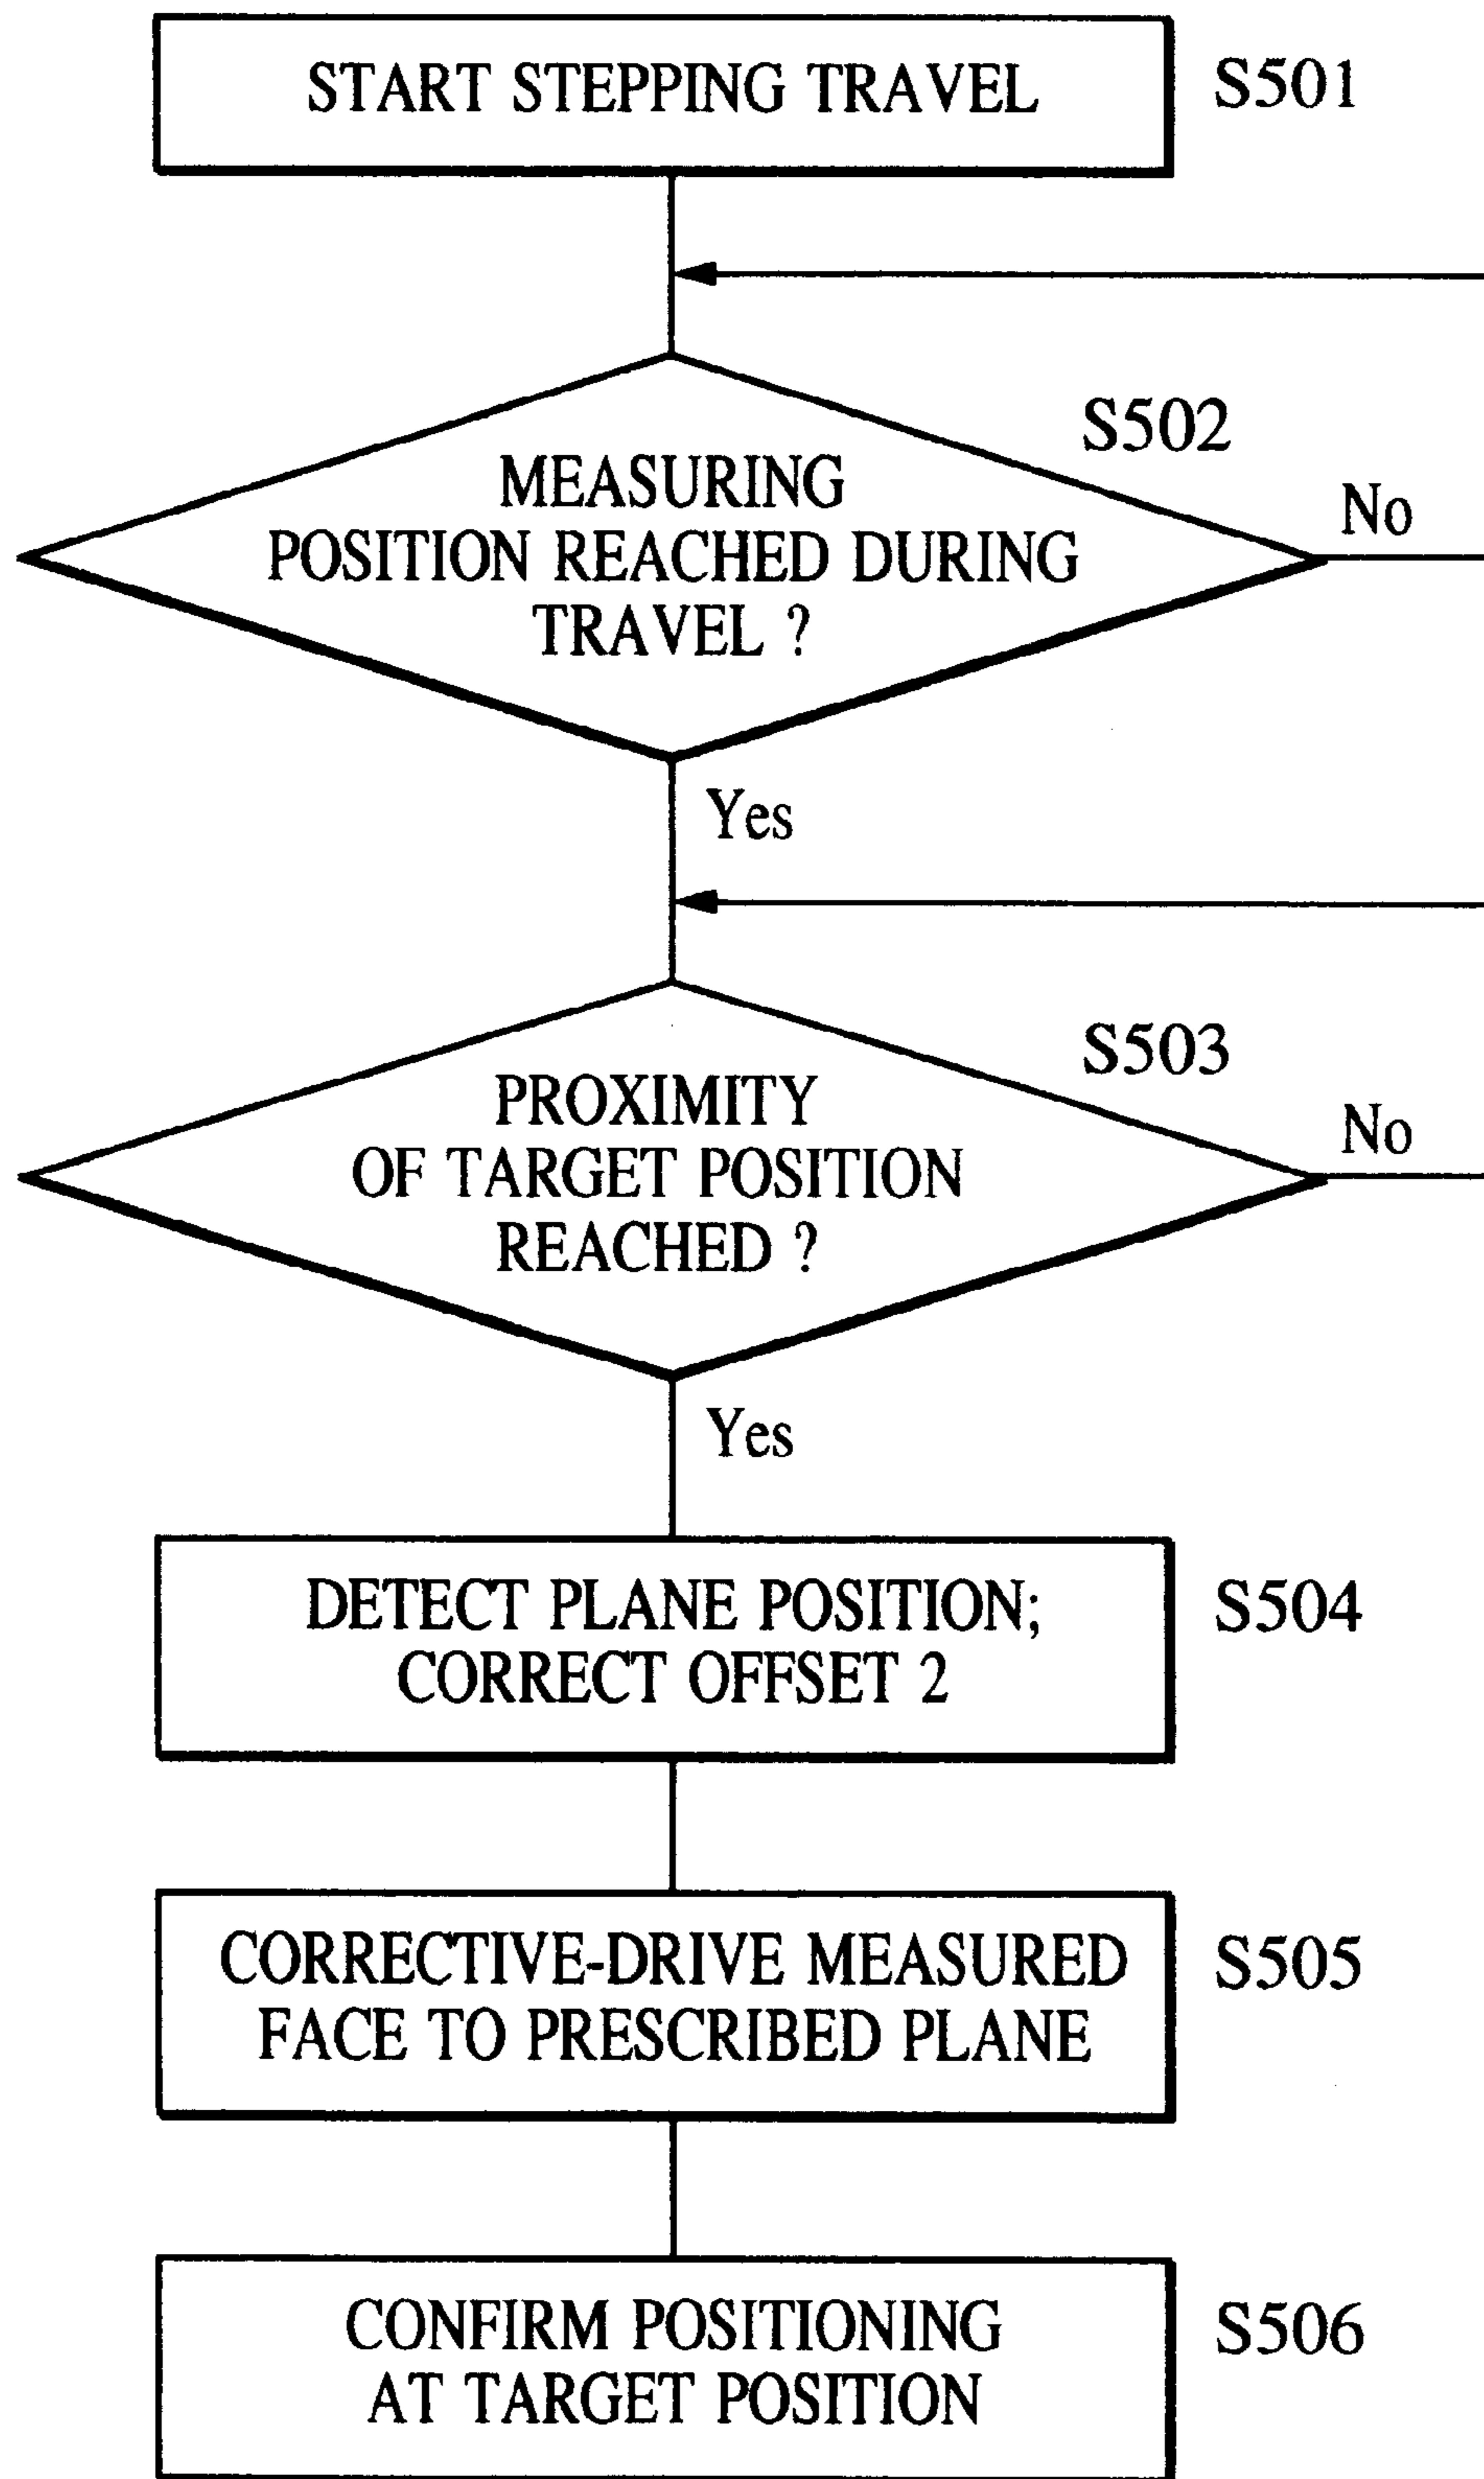 START STEPPING TRAVEL
S501
S502
MEASURING
POSITION REACHED DURING
TRAVEL ?
No
Yes
S503
PROXIMITY
OF TARGET POSITION
REACHED ?
No
Yes
DETECT PLANE POSITION;
CORRECT OFFSET 2
S504
CORRECTIVE-DRIVE MEASURED
FACE TO PRESCRIBED PLANE
S505
CONFIRM POSITIONING
AT TARGET POSITION
S506